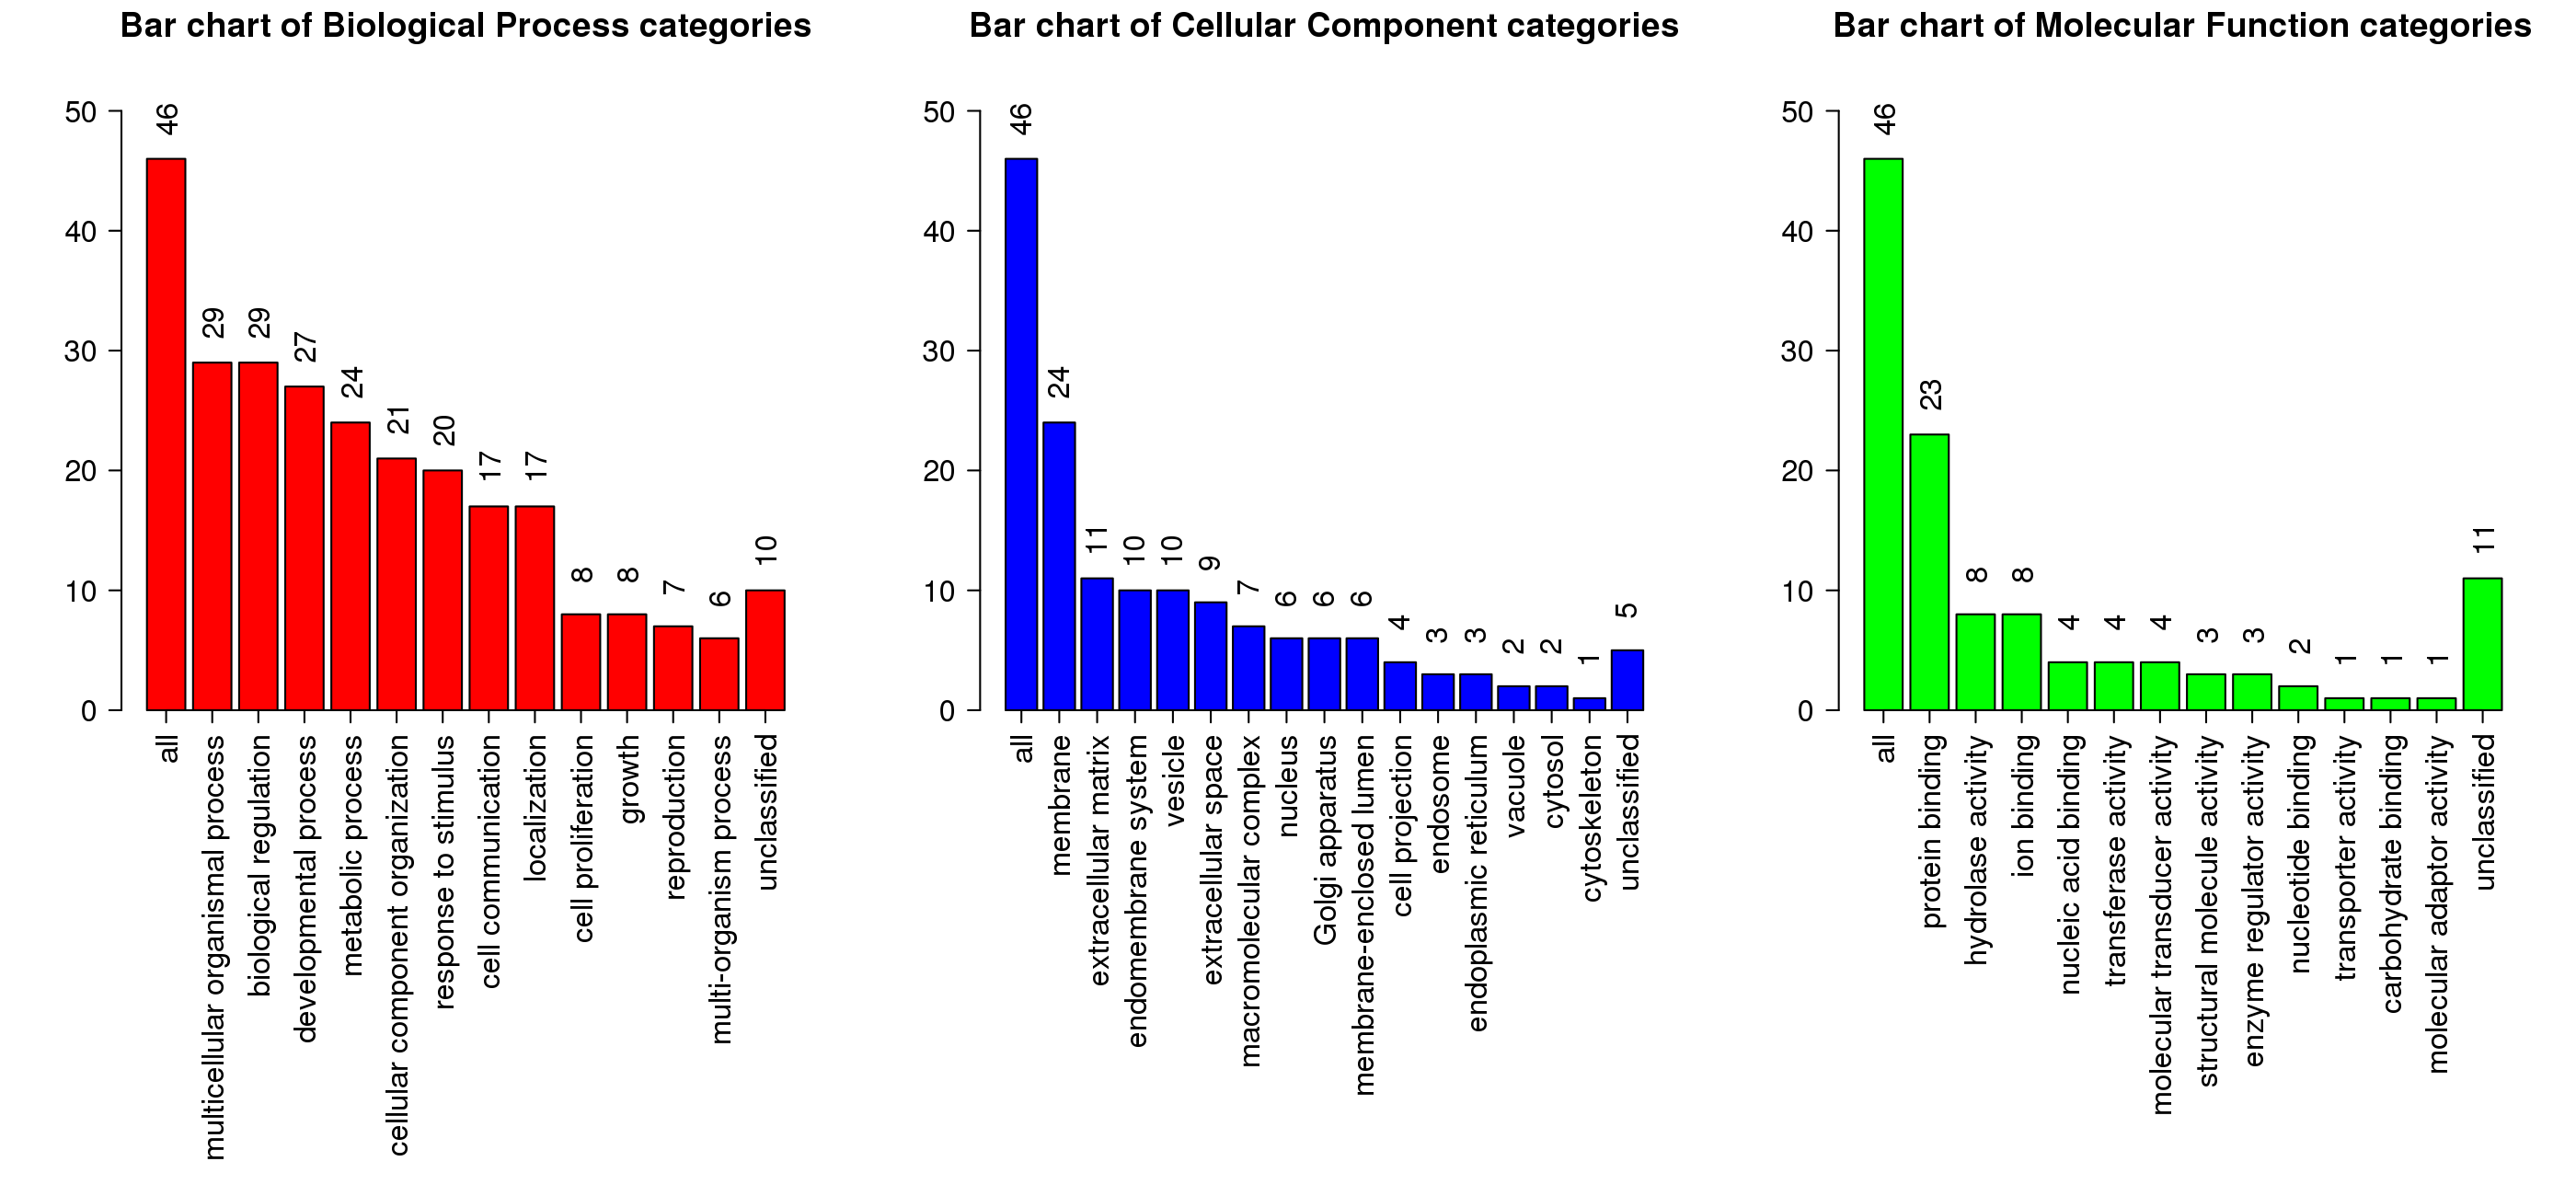 Bar chart of Biological Process categories
50
40
30
20
10
0
46
29
29
27
24
21
20
17
17
8
8
7
6
10
all
multicellular organismal process
biological regulation
developmental process
metabolic process
cellular component organization
response to stimulus
cell communication
localization
cell proliferation
growth
reproduction
multi-organism process
unclassified
Bar chart of Cellular Component categories
50
40
30
20
10
0
46
24
11
10
10
9
7
6
6
6
4
3
3
2
2
1
5
all
membrane
extracellular matrix
endomembrane system
vesicle
extracellular space
macromolecular complex
nucleus
Golgi apparatus
membrane-enclosed lumen
cell projection
endosome
endoplasmic reticulum
vacuole
cytosol
cytoskeleton
unclassified
Bar chart of Molecular Function categories
50
40
30
20
10
0
46
23
8
8
4
4
4
3
3
2
1
1
1
11
all
protein binding
hydrolase activity
ion binding
nucleic acid binding
transferase activity
molecular transducer activity
structural molecule activity
enzyme regulator activity
nucleotide binding
transporter activity
carbohydrate binding
molecular adaptor activity
unclassified